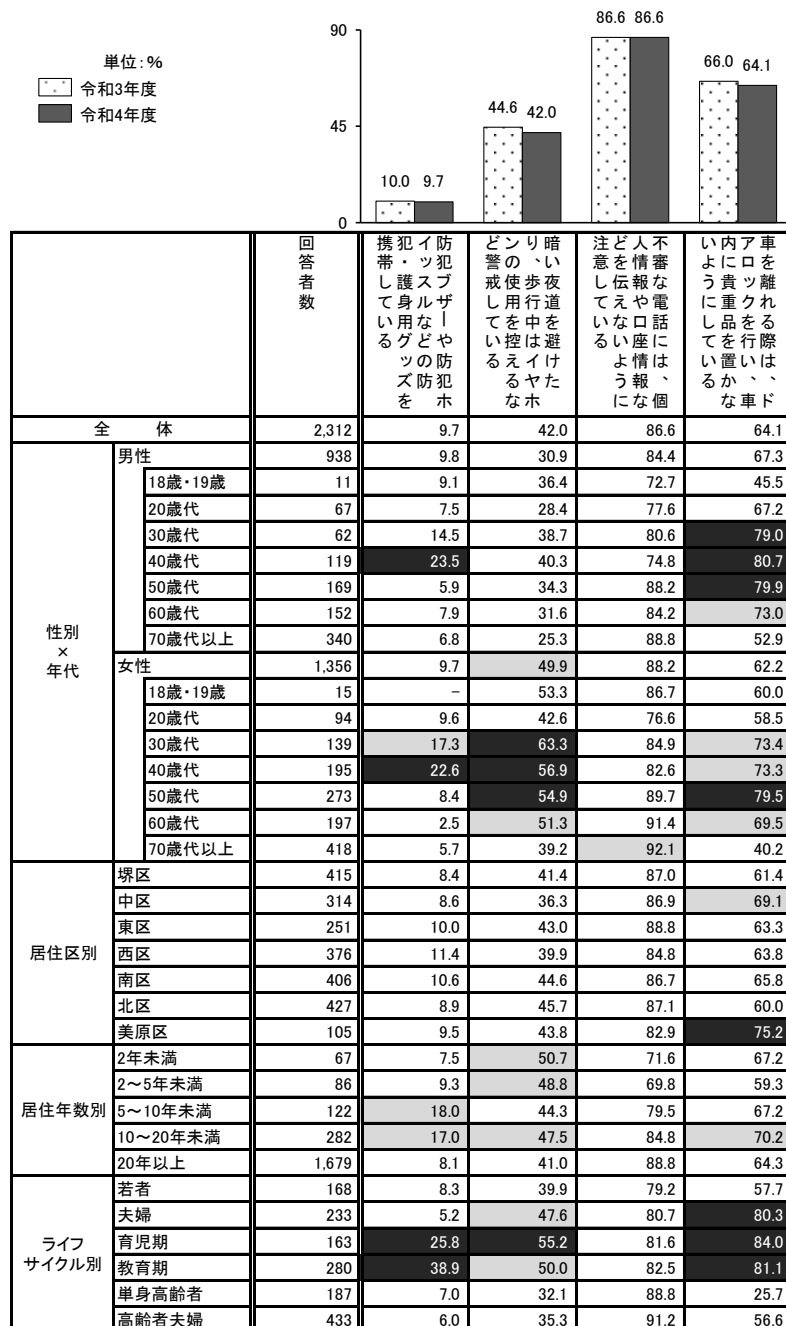 単位：%
令和3年度
令和4年度
90
45
0
10.0 9.7
44.6 42.0
86.6 86.6
66.0 64.1
回答者数
防犯ブザーや防犯ホ
イッスルなどの防
犯・護身用グッズを
携帯している
暗い夜道を避けた
り、歩行中はイヤホ
ンの使用を控えるな
ど警戒している
不審な電話には、個
人情報や口座情報な
どを伝えないように
注意している
車を離れる際は、ド
アロックを行い、車
内に貴重品を置かな
いようにしている
全体 2,312 9.7 42.0 86.6 64.1
性別
×
年代
男性 938 9.8 30.9 84.4 67.3
18歳・19歳 11 9.1 36.4 72.7 45.5
20歳代 67 7.5 28.4 77.6 67.2
30歳代 62 14.5 38.7 80.6 79.0
40歳代 119 23.5 40.3 74.8 80.7
50歳代 169 5.9 34.3 88.2 79.9
60歳代 152 7.9 31.6 84.2 73.0
70歳代以上 340 6.8 25.3 88.8 52.9
女性 1,356 9.7 49.9 88.2 62.2
18歳・19歳 15 － 53.3 86.7 60.0
20歳代 94 9.6 42.6 76.6 58.5
30歳代 139 17.3 63.3 84.9 73.4
40歳代 195 22.6 56.9 82.6 73.3
50歳代 273 8.4 54.9 89.7 79.5
60歳代 197 2.5 51.3 91.4 69.5
70歳代以上 418 5.7 39.2 92.1 40.2
居住区別
堺区 415 8.4 41.4 87.0 61.4
中区 314 8.6 36.3 86.9 69.1
東区 251 10.0 43.0 88.8 63.3
西区 376 11.4 39.9 84.8 63.8
南区 406 10.6 44.6 86.7 65.8
北区 427 8.9 45.7 87.1 60.0
美原区 105 9.5 43.8 82.9 75.2
居住年数別
2年未満 67 7.5 50.7 71.6 67.2
2～5年未満 86 9.3 48.8 69.8 59.3
5～10年未満 122 18.0 44.3 79.5 67.2
10～20年未満 282 17.0 47.5 84.8 70.2
20年以上 1,679 8.1 41.0 88.8 64.3
ライフ
サイクル別
若者 168 8.3 39.9 79.2 57.7
夫婦 233 5.2 47.6 80.7 80.3
育児期 163 25.8 55.2 81.6 84.0
教育期 280 38.9 50.0 82.5 81.1
単身高齢者 187 7.0 32.1 88.8 25.7
高齢者夫婦 433 6.0 35.3 91.2 56.6